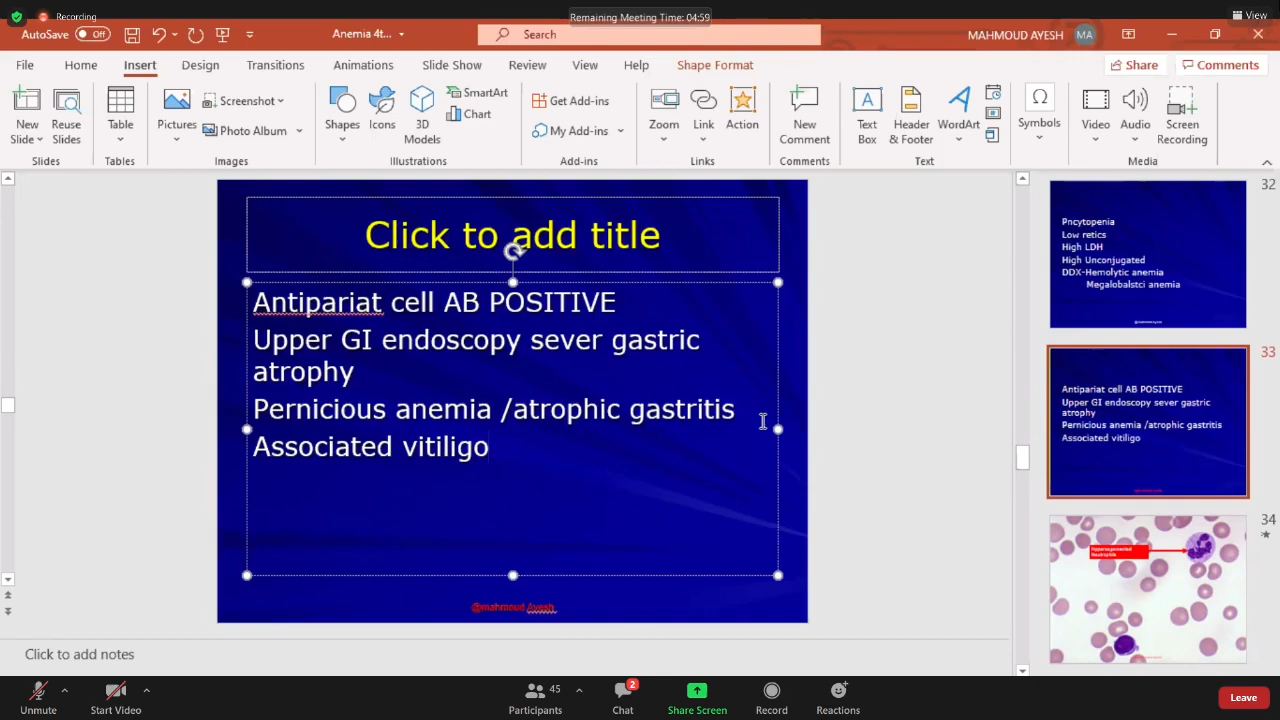 Recording
Remaining Meeting Time: 04:59
View
AutoSave Off
Anemia 4t...
Search
MAHMOUD AYESH MA
File Home Insert Design Transitions Animations Slide Show Review View Help Shape Format Share Comments
New Slide
Reuse Slides
Slides
Table
Tables
Pictures
Screenshot
Photo Album
Images
Shapes
Icons
3D Models
SmartArt
Chart
Illustrations
Get Add-ins
My Add-ins
Add-ins
Zoom
Link
Action
Links
New Comment
Comments
Text Box
Header & Footer
WordArt
Text
Symbols
Video
Audio
Screen Recording
Media
Click to add title
Antipariat cell AB POSITIVE
Upper GI endoscopy sever gastric
atrophy
Pernicious anemia /atrophic gastritis
Associated vitiligo
@mahmoud Ayesh
Click to add notes
32
Pncytopenia
Low retics
High LDH
High Unconjugated
DDX-Hemolytic anemia
Megalobalstci anemia
33
Antipariat cell AB POSITIVE
Upper GI endoscopy sever gastric
atrophy
Pernicious anemia /atrophic gastritis
Associated vitiligo
34
Unmute
Start Video
45
Participants
2
Chat
Share Screen
Record
Reactions
Leave